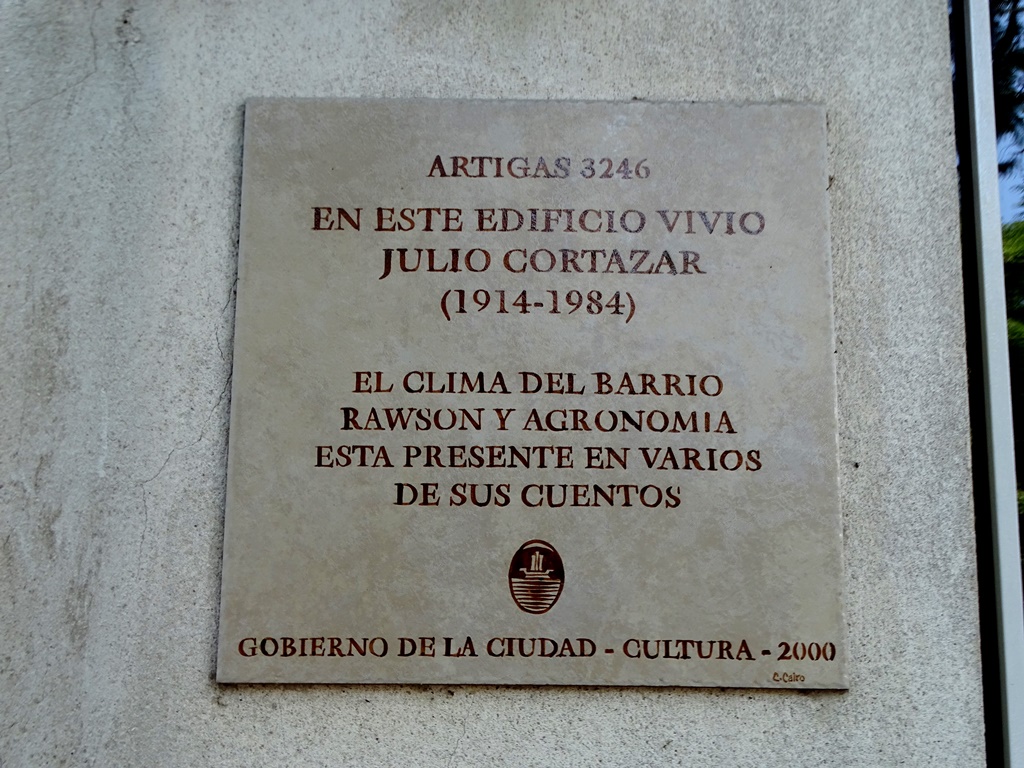 ARTIGAS 3246
EN ESTE EDIFICIO VIVIO
JULIO CORTAZAR
(1914-1984)
EL CLIMA DEL BARRIO
RAWSON Y AGRONOMIA
ESTA PRESENTE EN VARIOS
DE SUS CUENTOS
GOBIERNO DE LA CIUDAD - CULTURA - 2000
C. Cairo